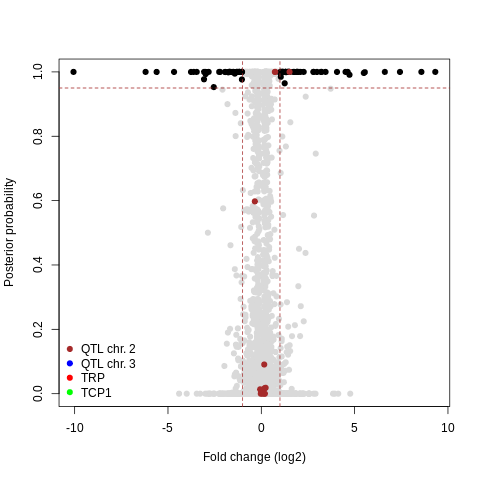 1.0
0.8
0.6
0.4
0.2
0.0
Posterior probability
QTL chr. 2
QTL chr. 3
TRP
TCP1
-10 -5 0 5 10
Fold change (log2)